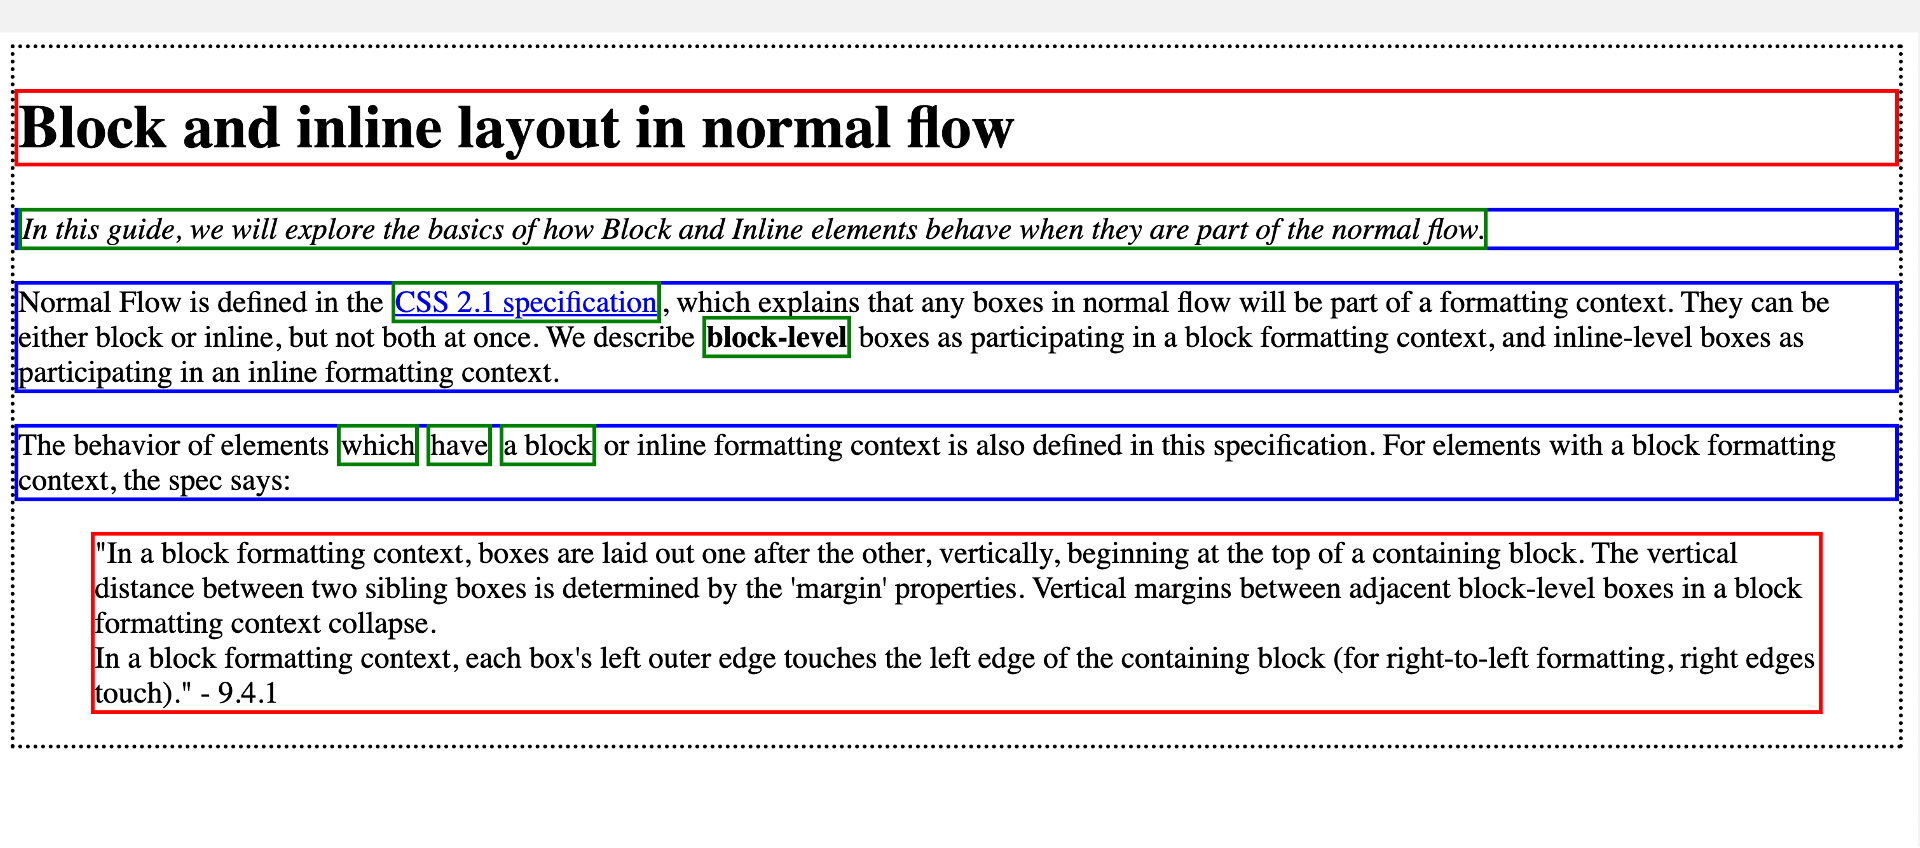 Block and inline layout in normal flow
In this guide, we will explore the basics of how Block and Inline elements behave when they are part of the normal flow.
Normal Flow is defined in the CSS 2.1 specification, which explains that any boxes in normal flow will be part of a formatting context. They can be
either block or inline, but not both at once. We describe block-level boxes as participating in a block formatting context, and inline-level boxes as
participating in an inline formatting context.
The behavior of elements which have a block or inline formatting context is also defined in this specification. For elements with a block formatting
context, the spec says:
"In a block formatting context, boxes are laid out one after the other, vertically, beginning at the top of a containing block. The vertical
distance between two sibling boxes is determined by the 'margin' properties. Vertical margins between adjacent block-level boxes in a block
formatting context collapse.
In a block formatting context, each box's left outer edge touches the left edge of the containing block (for right-to-left formatting, right edges
touch)." - 9.4.1